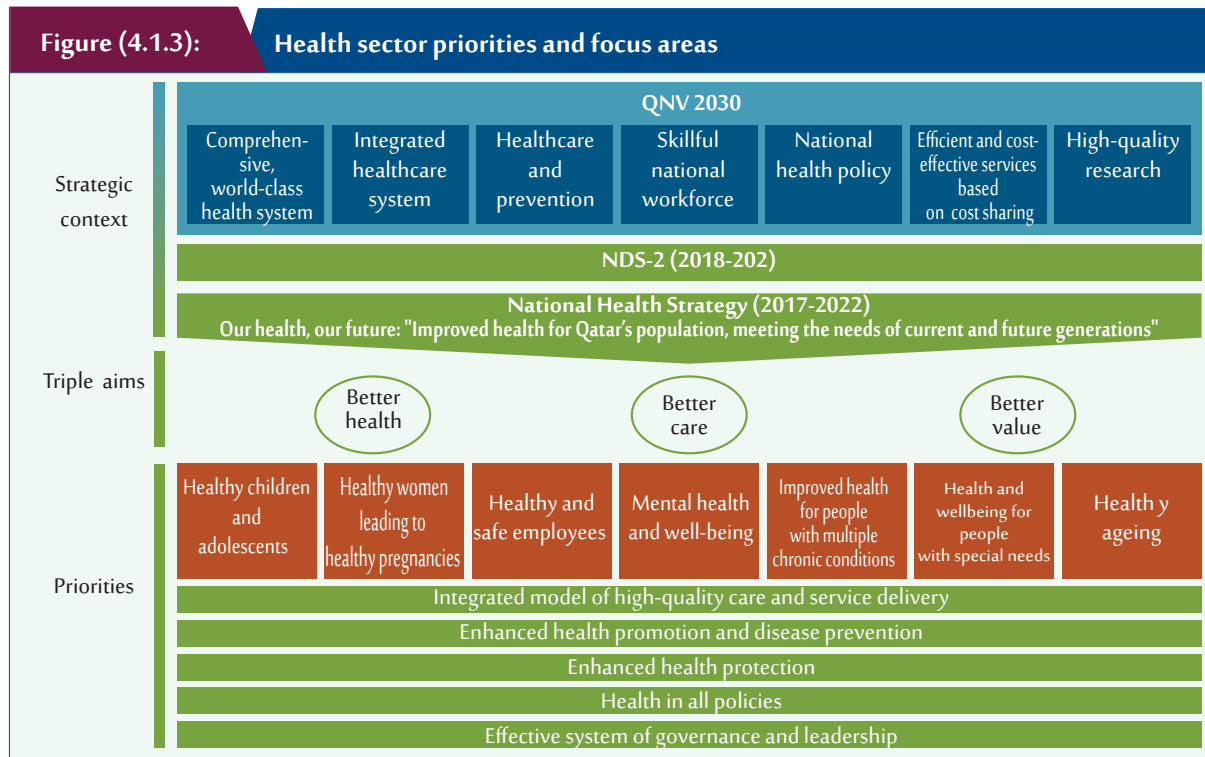 Figure (4.1.3):
Health sector priorities and focus areas
Strategic
context
QNV 2030
Comprehen-
sive,
world-class
health system
Integrated
healthcare
system
Healthcare
and
prevention
Skillful
national
workforce
National
health policy
Efficient and cost-
effective services
based
on cost sharing
High-quality
research
NDS-2 (2018-202)
National Health Strategy (2017-2022)
Our health, our future: "Improved health for Qatar's population, meeting the needs of current and future generations"
Triple aims
Better
health
Better
care
Better
value
Priorities
Healthy children
and
adolescents
Healthy women
leading to
healthy pregnancies
Healthy and
safe employees
Mental health
and well-being
Improved health
for people
with multiple
chronic conditions
Health and
wellbeing for
people
with special needs
Health y
ageing
Integrated model of high-quality care and service delivery
Enhanced health promotion and disease prevention
Enhanced health protection
Health in all policies
Effective system of governance and leadership